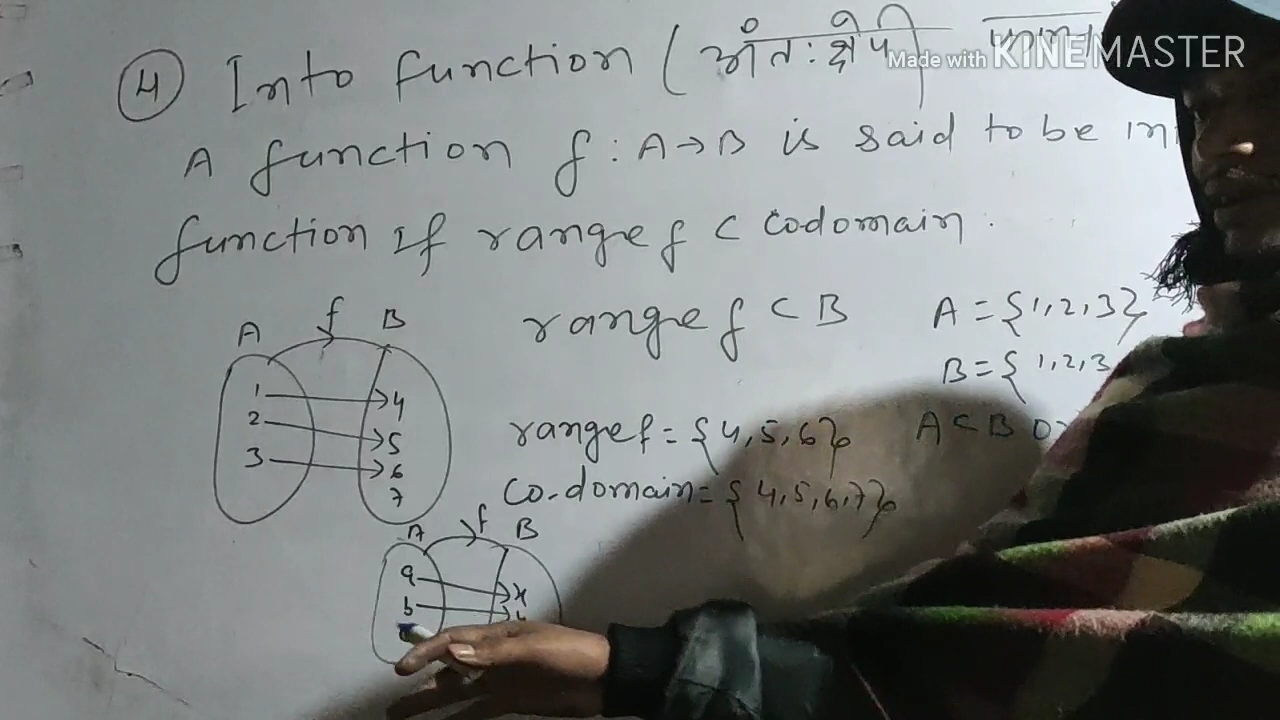 ④ Into function (अंतःक्षेपी)
Made with KINEMASTER
A function f: A→B is said to be
function if range f ⊂ codomain.
range f ⊂ B
A = {1,2,3}
B = {1,2,3
A ⊂ B
f
A B
1 4
2 5
3 6
7
range f = {4,5,6}
Co-domain = {4,5,6,7}
f
A B
a x
b